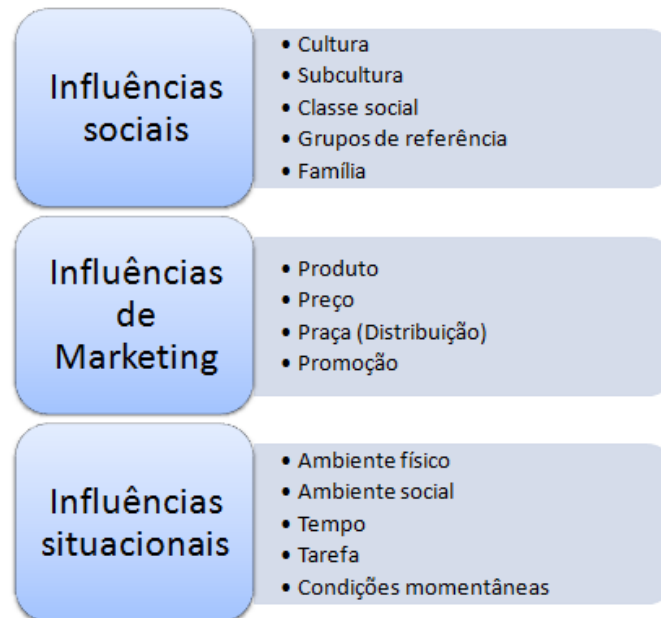 Influências
sociais
• Cultura
• Subcultura
• Classe social
• Grupos de referência
• Família
Influências
de
Marketing
• Produto
• Preço
• Praça (Distribuição)
• Promoção
Influências
situacionais
• Ambiente físico
• Ambiente social
• Tempo
• Tarefa
• Condições momentâneas